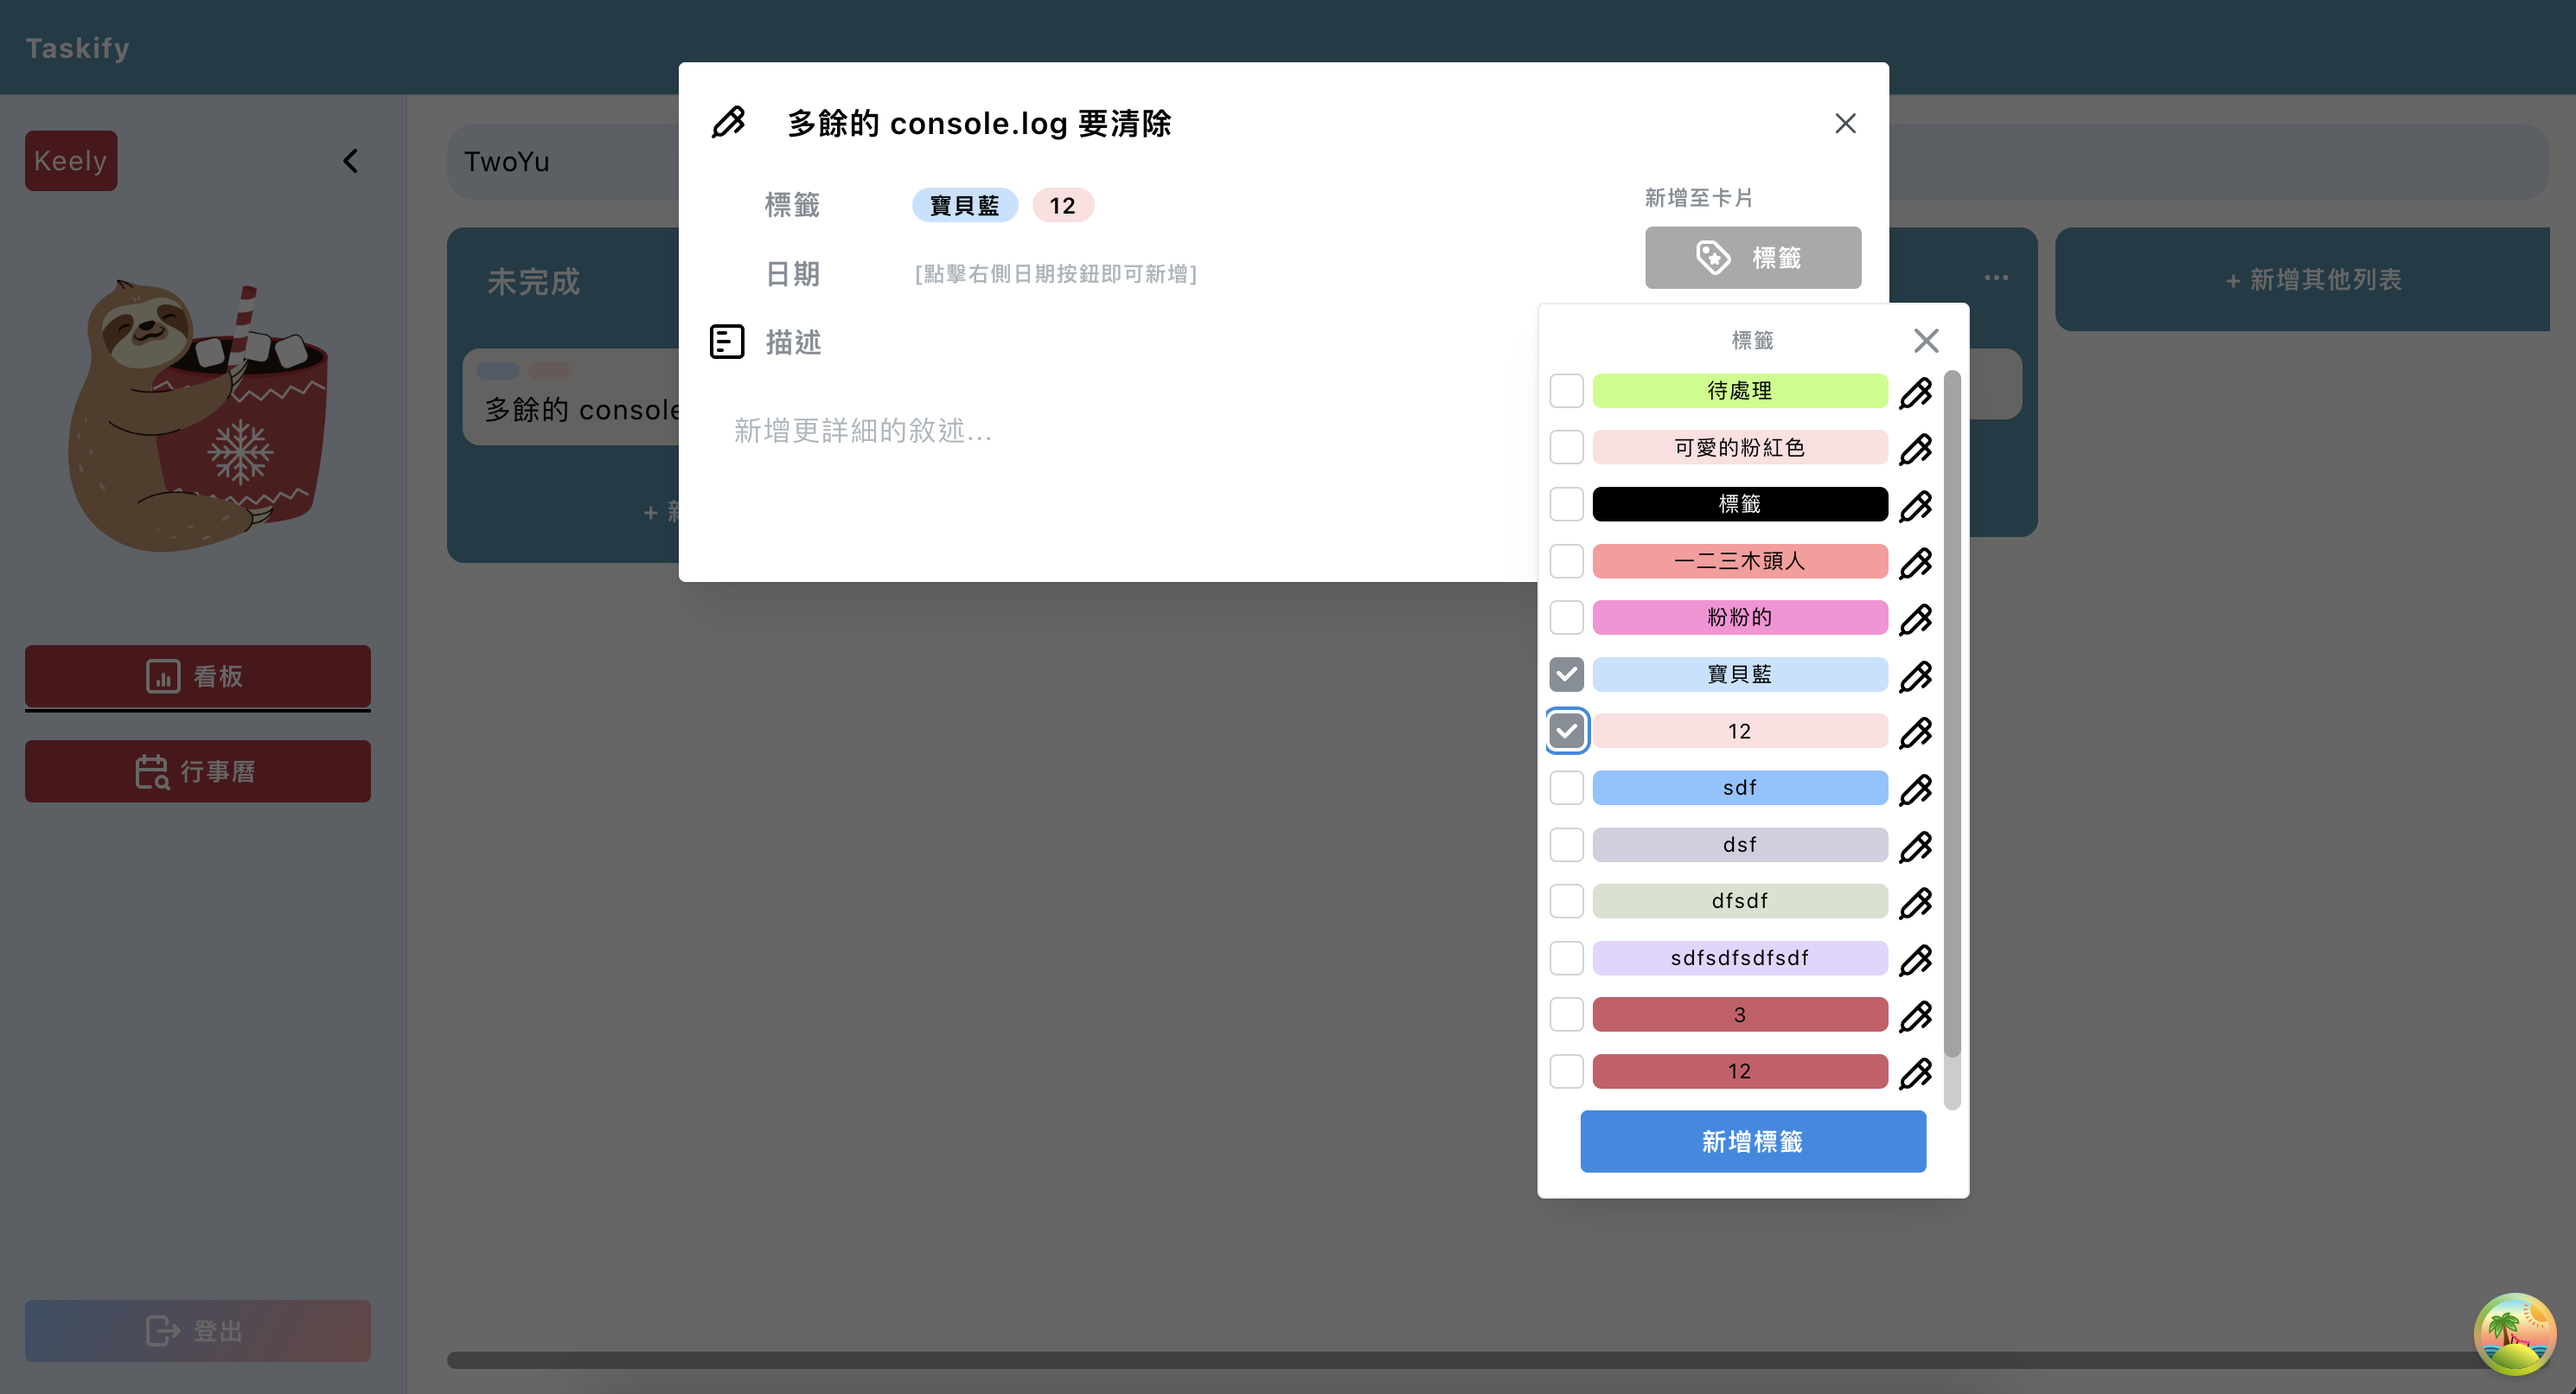 Taskify
Keely
TwoYu
未完成
多餘的 console
+ 新
看板
行事曆
登出
多餘的 console.log 要清除
標籤
寶貝藍
12
日期
[點擊右側日期按鈕即可新增]
描述
新增更詳細的敘述...
新增至卡片
標籤
標籤
待處理
可愛的粉紅色
標籤
一二三木頭人
粉粉的
寶貝藍
12
sdf
dsf
dfsdf
sdfsdfsdfsdf
3
12
新增標籤
+ 新增其他列表